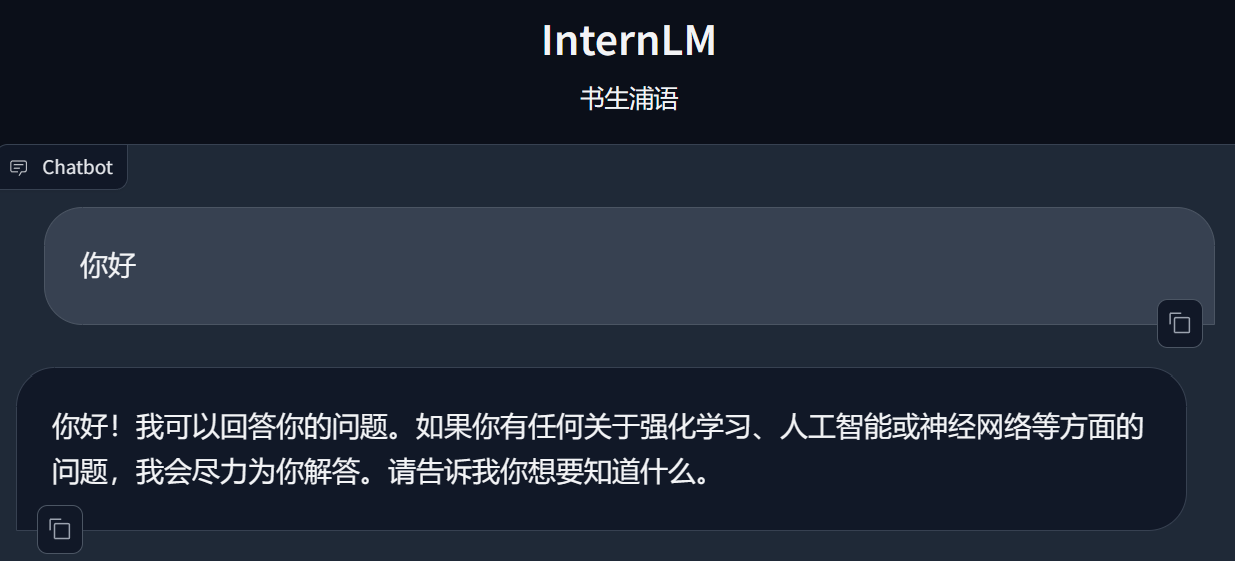 InternLM
书生浦语
Chatbot
你好
你好！我可以回答你的问题。如果你有任何关于强化学习、人工智能或神经网络等方面的
问题，我会尽力为你解答。请告诉我你想要知道什么。